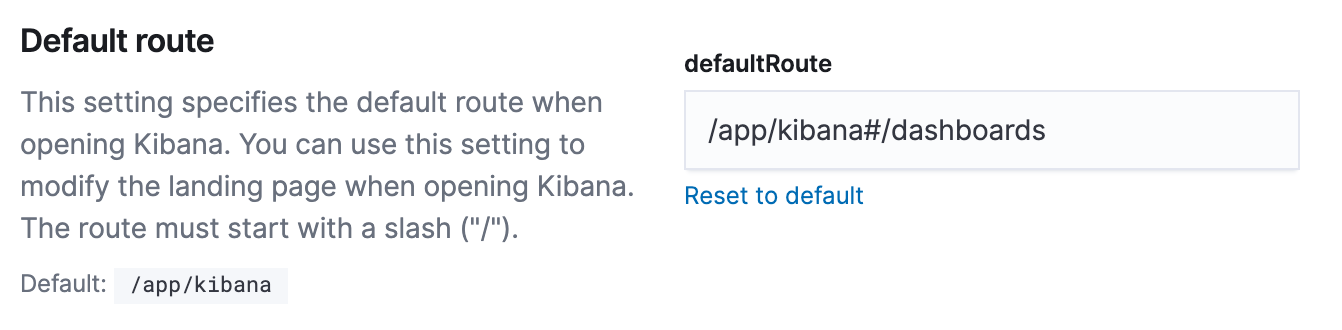 Default route
This setting specifies the default route when
opening Kibana. You can use this setting to
modify the landing page when opening Kibana.
The route must start with a slash ("/").
Default: /app/kibana
defaultRoute
/app/kibana#/dashboards
Reset to default